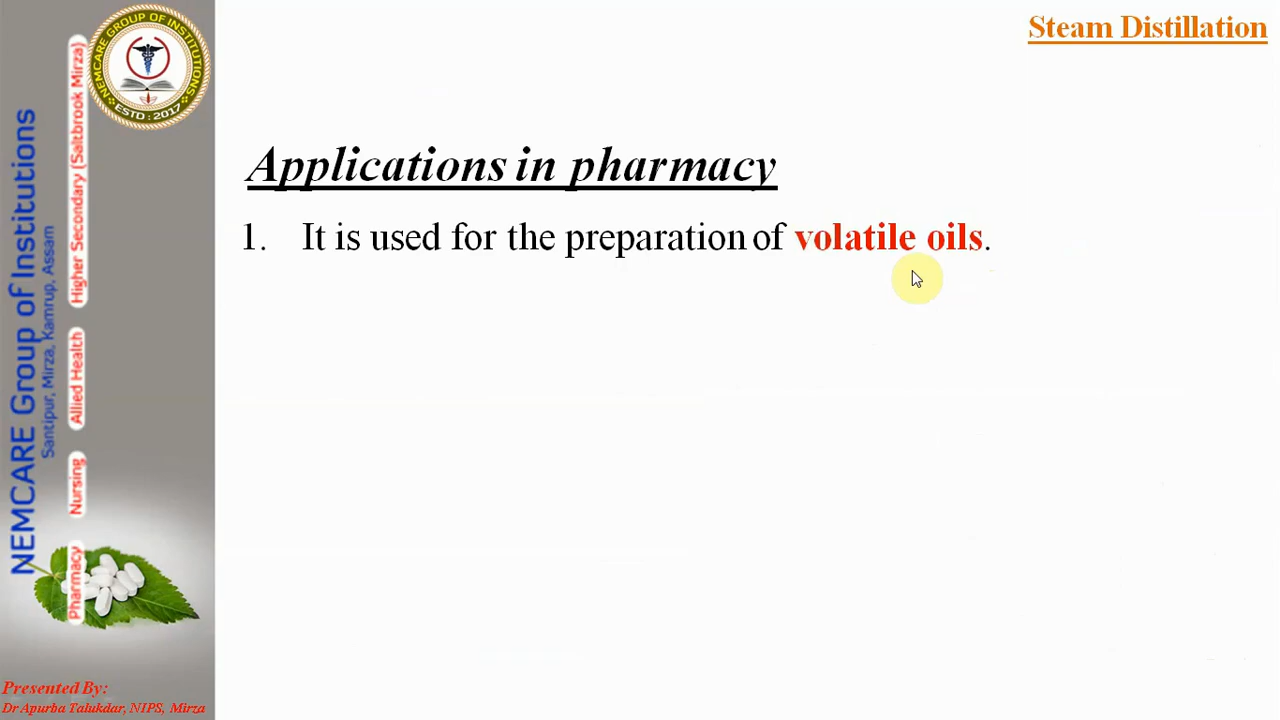 Steam Distillation
NEMCARE GROUP OF INSTITUTIONS
ESTD : 2017
NEMCARE Group of Institutions
Santipur, Mirza, Kamrup, Assam
Pharmacy Nursing Allied Health Higher Secondary (Saltbrook Mirza)
Applications in pharmacy
1. It is used for the preparation of volatile oils.
Presented By:
Dr Apurba Talukdar, NIPS, Mirza